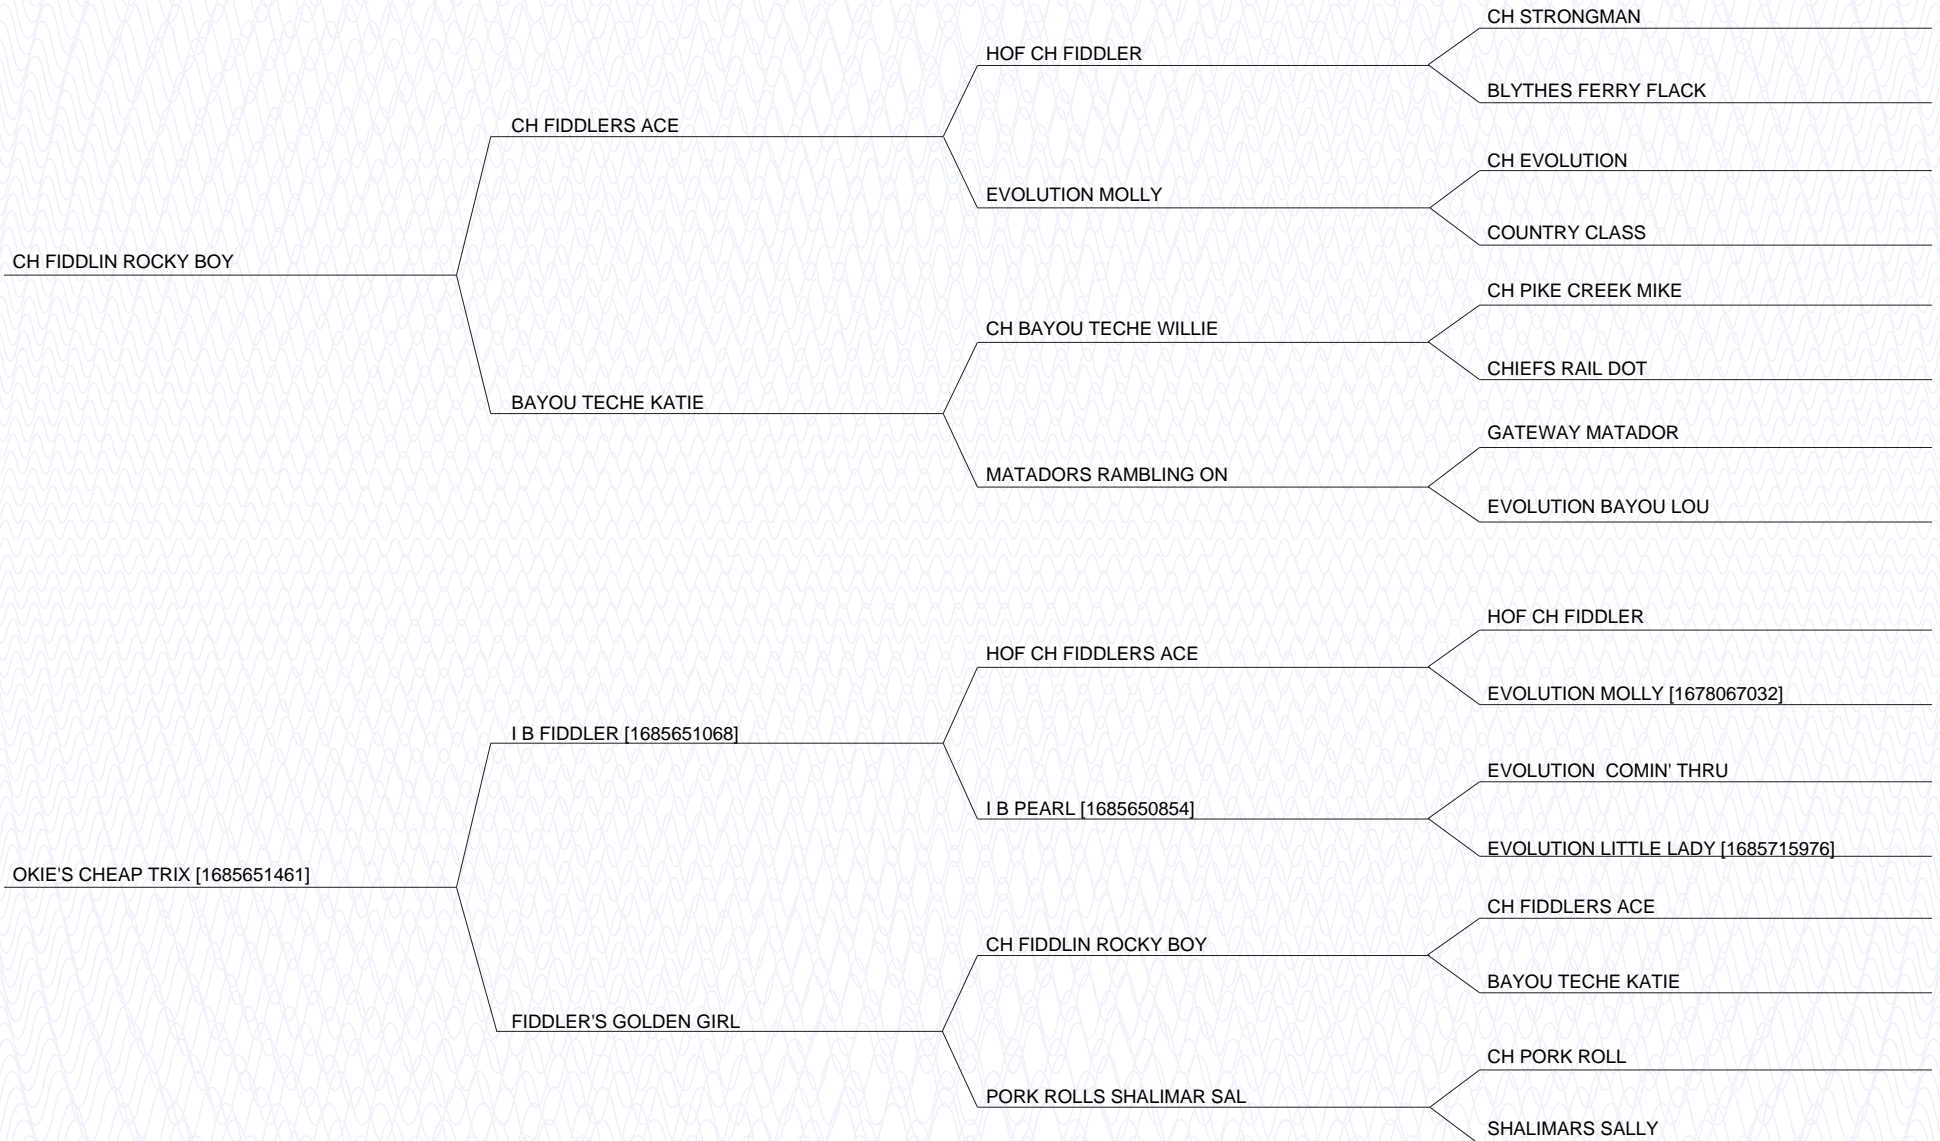 CH STRONGMAN
HOF CH FIDDLER
BLYTHES FERRY FLACK
CH FIDDLERS ACE
CH EVOLUTION
EVOLUTION MOLLY
COUNTRY CLASS
CH FIDDLIN ROCKY BOY
CH PIKE CREEK MIKE
CH BAYOU TECHE WILLIE
CHIEFS RAIL DOT
BAYOU TECHE KATIE
GATEWAY MATADOR
MATADORS RAMBLING ON
EVOLUTION BAYOU LOU
HOF CH FIDDLER
HOF CH FIDDLERS ACE
EVOLUTION MOLLY [1678067032]
I B FIDDLER [1685651068]
EVOLUTION  COMIN' THRU
I B PEARL [1685650854]
EVOLUTION LITTLE LADY [1685715976]
OKIE'S CHEAP TRIX [1685651461]
CH FIDDLERS ACE
CH FIDDLIN ROCKY BOY
BAYOU TECHE KATIE
FIDDLER'S GOLDEN GIRL
CH PORK ROLL
PORK ROLLS SHALIMAR SAL
SHALIMARS SALLY